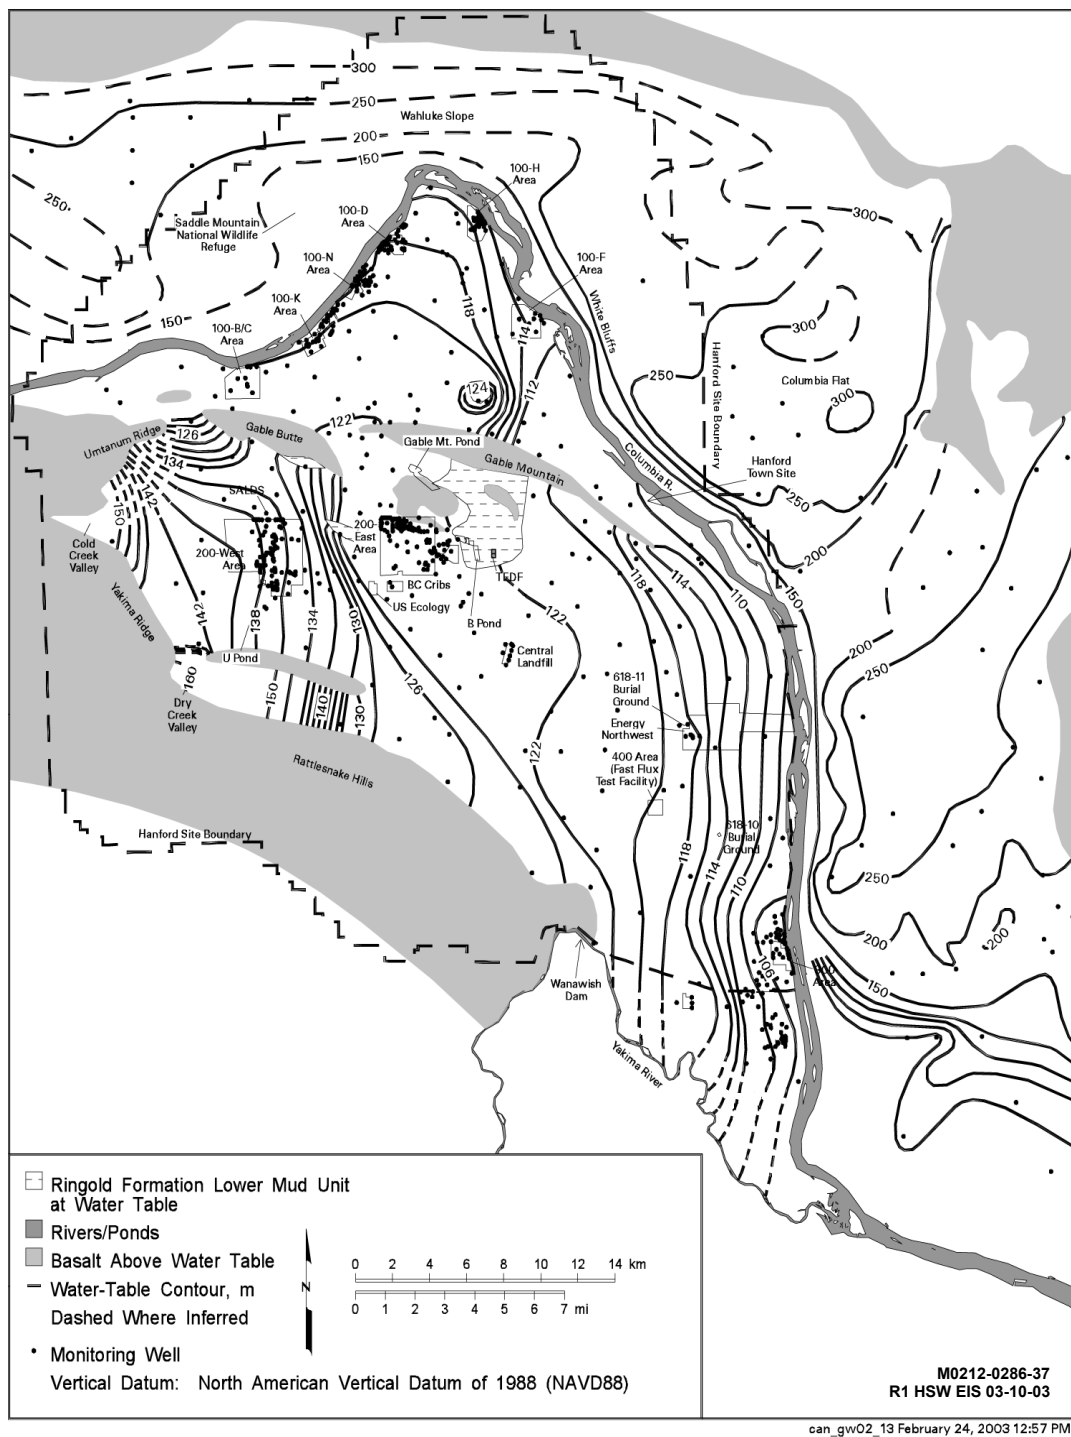 300
250
Wahluke Slope
200
150
100-H
Area
250
300
100-D
Area
Saddle Mountain
National Wildlife
Refuge
100-N
Area
100-F
Area
100-K
Area
118
White Bluffs
150
100-B/C
Area
114
300
Hanford Site Boundary
250
Columbia Flat
124
112
300
122
Umtanum Ridge
126
Gable Butte
Gable Mt. Pond
134
Gable Mountain
Columbia R.
Hanford
Town Site
142
SALDS
250
150
200-
East
Area
Cold
Creek
Valley
200-West
Area
200
TEDF
118
114
110
150
BC Cribs
US Ecology
Yakima Ridge
142
138
134
130
122
B Pond
200
Central
Landfill
U Pond
160
150
140
130
126
250
618-11
Burial
Ground
Dry
Creek
Valley
Energy
Northwest
122
400 Area
(Fast Flux
Test Facility)
Rattlesnake Hills
618-10
Burial
Ground
Hanford Site Boundary
118
114
110
250
200
200
106
300
Area
Wanawish
Dam
150
Yakima River
Ringold Formation Lower Mud Unit
at Water Table
Rivers/Ponds
Basalt Above Water Table
Water-Table Contour, m
Dashed Where Inferred
Monitoring Well
Vertical Datum: North American Vertical Datum of 1988 (NAVD88)
N
0 2 4 6 8 10 12 14 km
0 1 2 3 4 5 6 7 mi
M0212-0286-37
R1 HSW EIS 03-10-03
can_gw02_13 February 24, 2003 12:57 PM